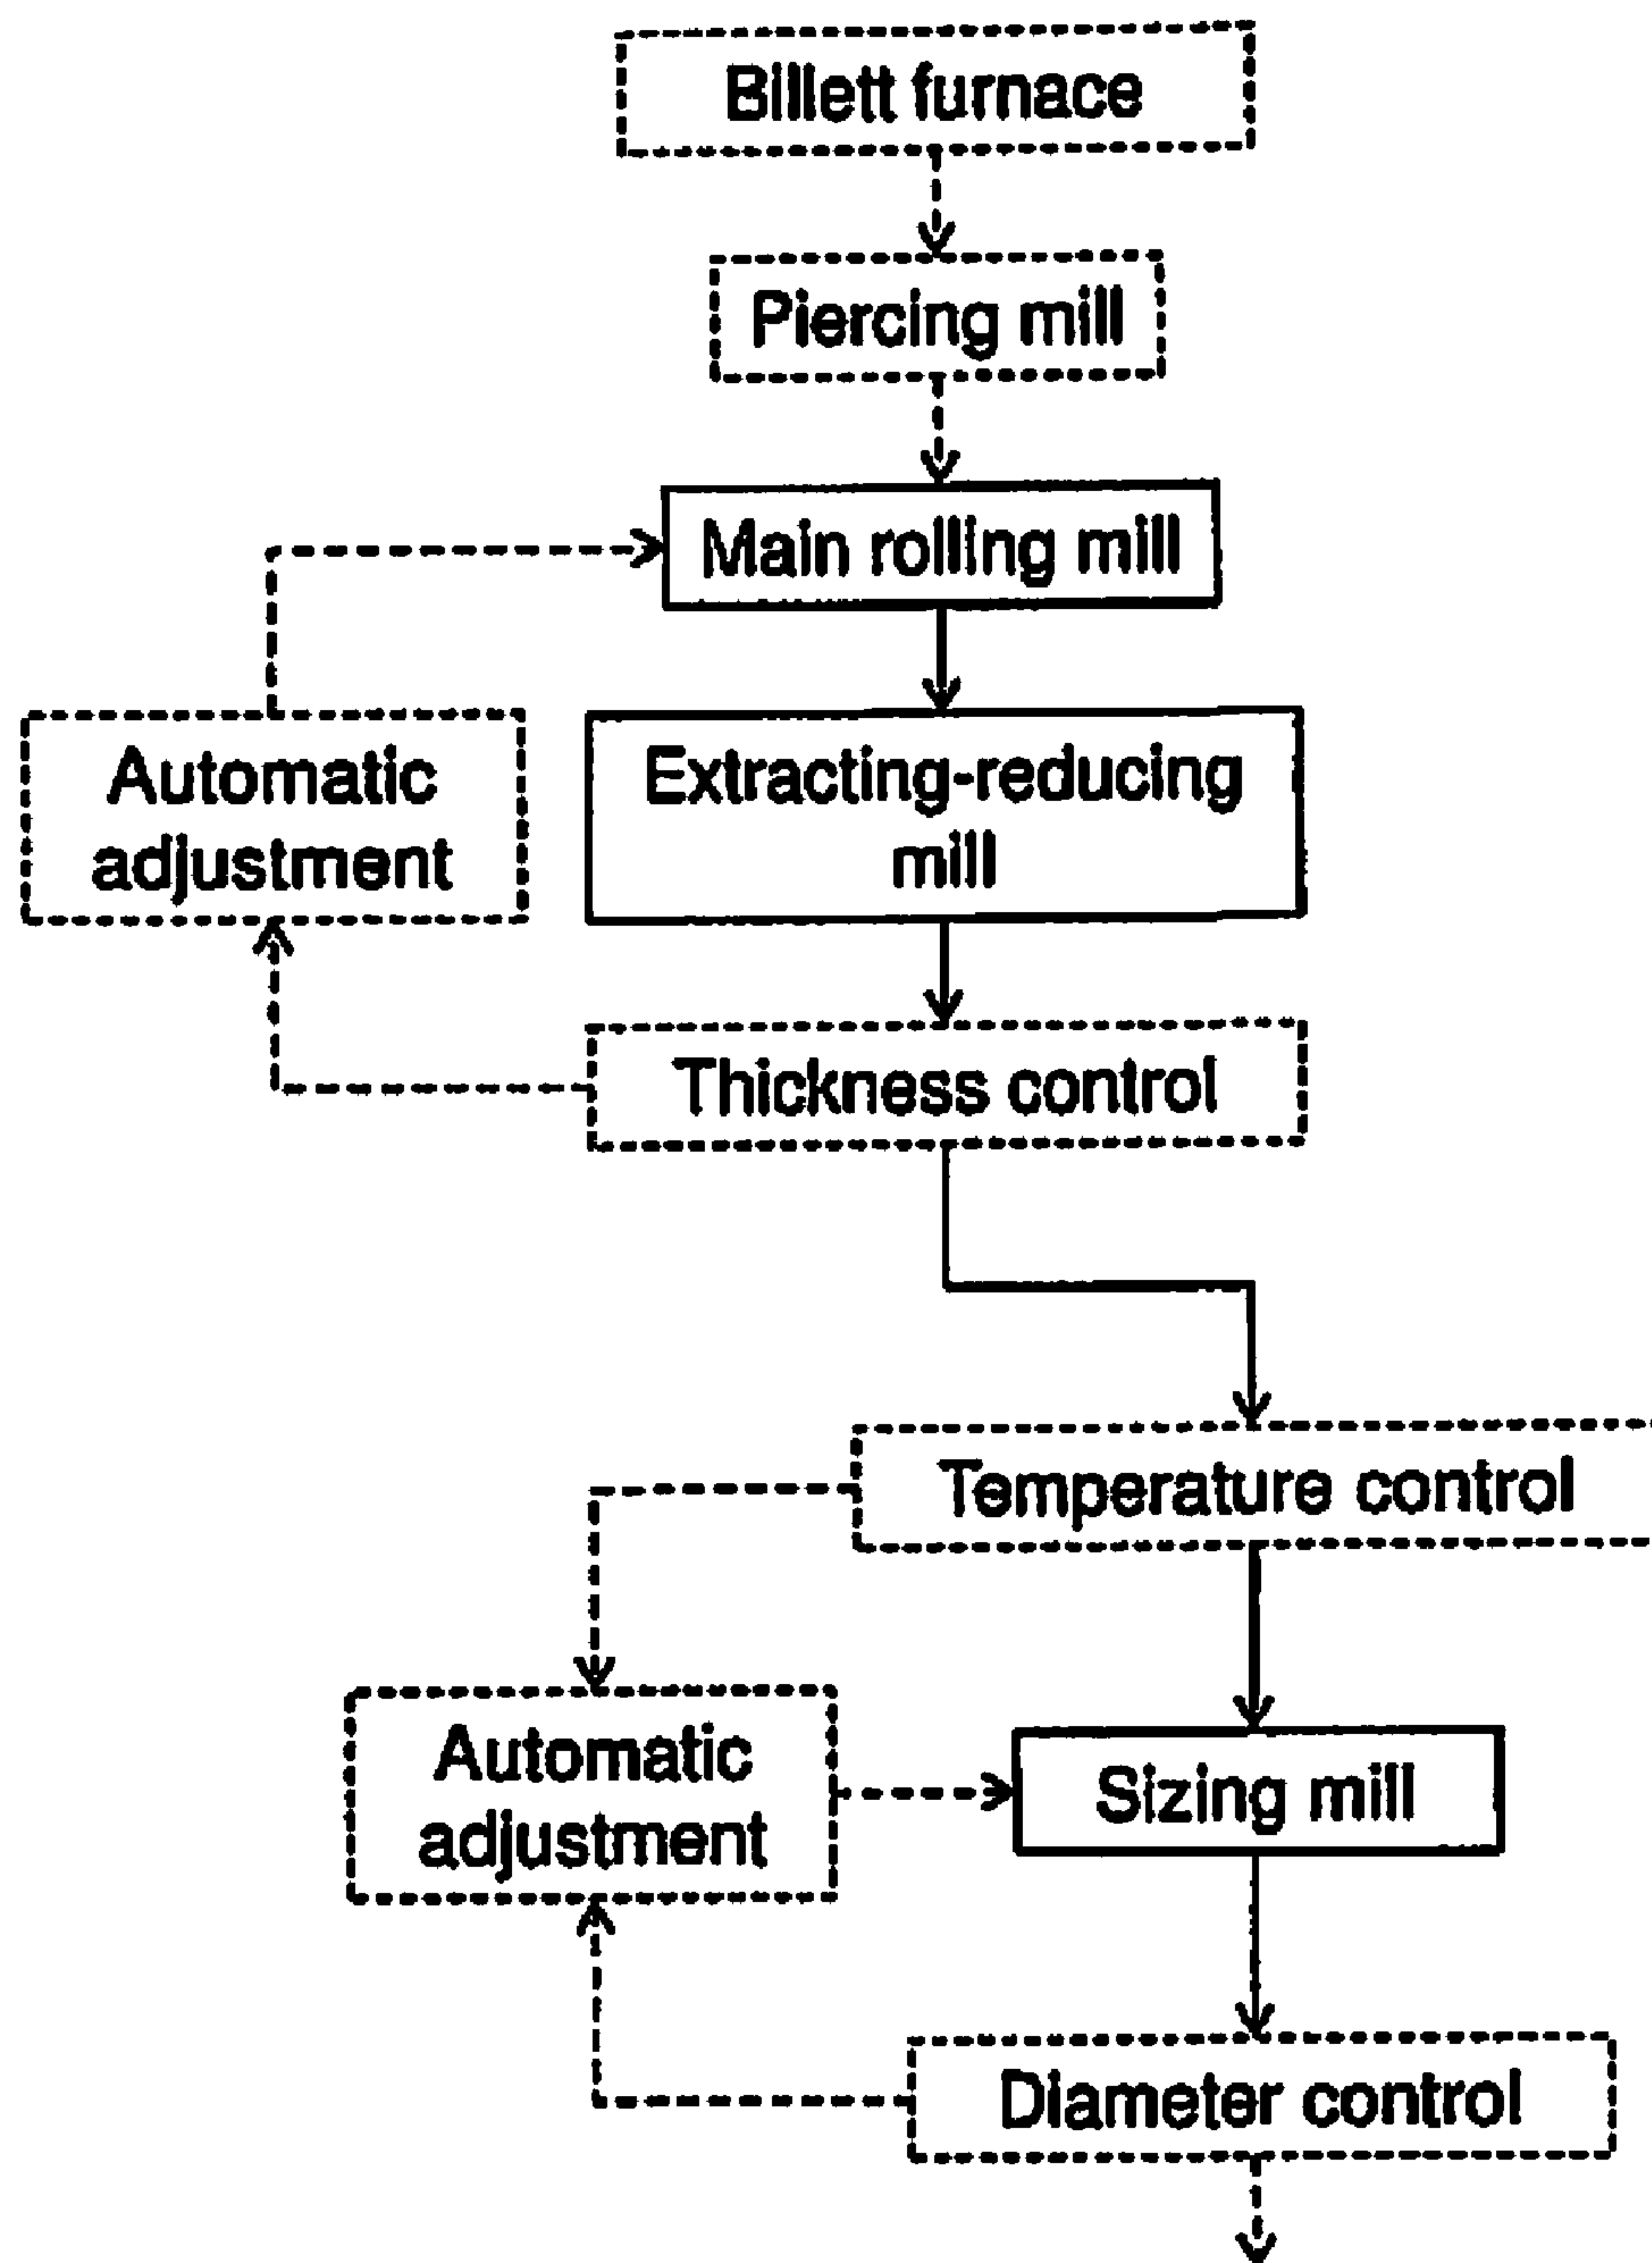 Billett furnace
Piercing mill
Main rolling mill
Automatic
adjustment
Extracting-reducing
mill
Thickness control
Temperature control
Automatic
adjustment
Sizing mill
Diameter control